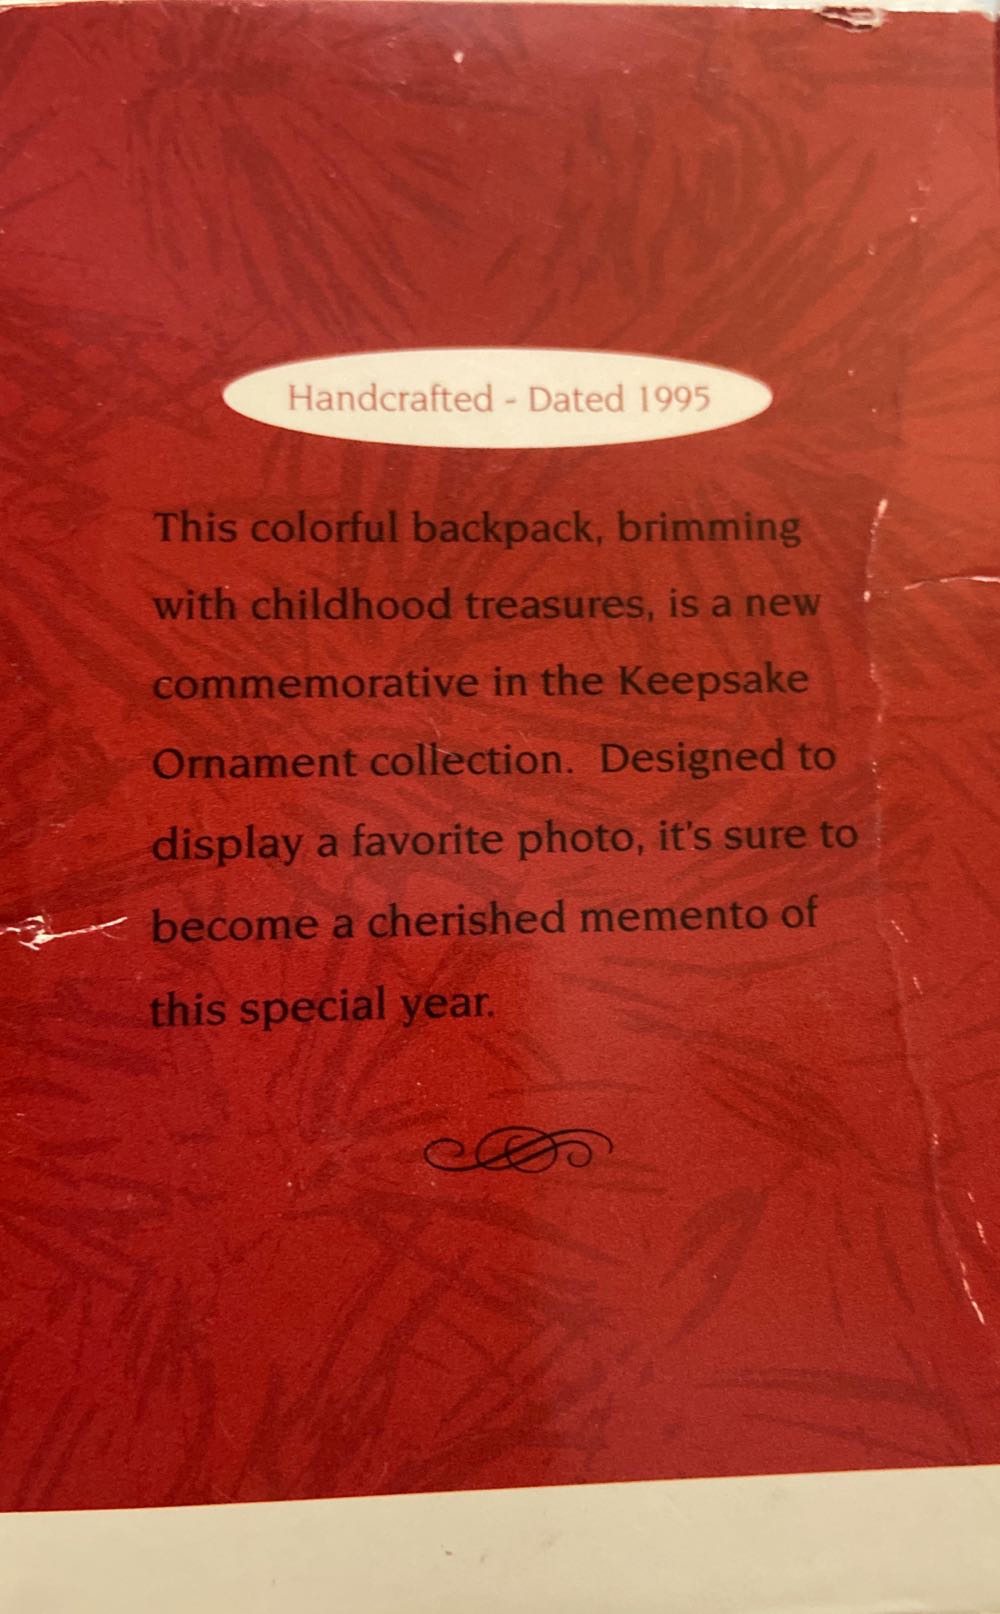 Handcrafted - Dated 1995
This colorful backpack, brimming
with childhood treasures, is a new
commemorative in the Keepsake
Ornament collection.  Designed to
display a favorite photo, it's sure to
become a cherished memento of
this special year.